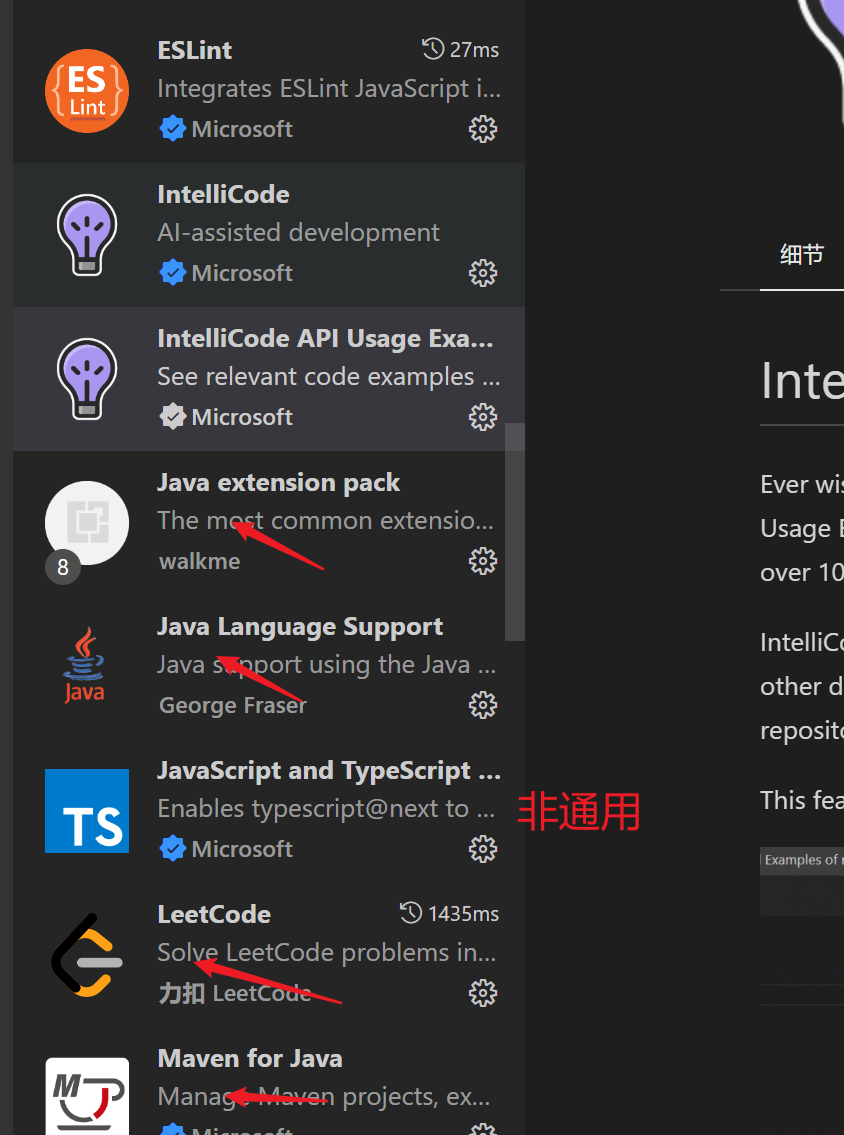 ESLint 27ms
ES
Lint
Integrates ESLint JavaScript i...
Microsoft
IntelliCode
AI-assisted development
Microsoft
细节
IntelliCode API Usage Exa...
See relevant code examples ...
Microsoft
Inte
Java extension pack
The most common extensio...
walkme
8
Ever wi
Usage E
over 10
Java Language Support
Java support using the Java ...
Java
George Fraser
IntelliCo
other d
reposito
JavaScript and TypeScript ...
Enables typescript@next to ...
TS
Microsoft
非通用
This fea
Examples of
LeetCode 1435ms
Solve LeetCode problems in...
力扣 LeetCode
Maven for Java
Manage Maven projects, ex...
M
Microsoft